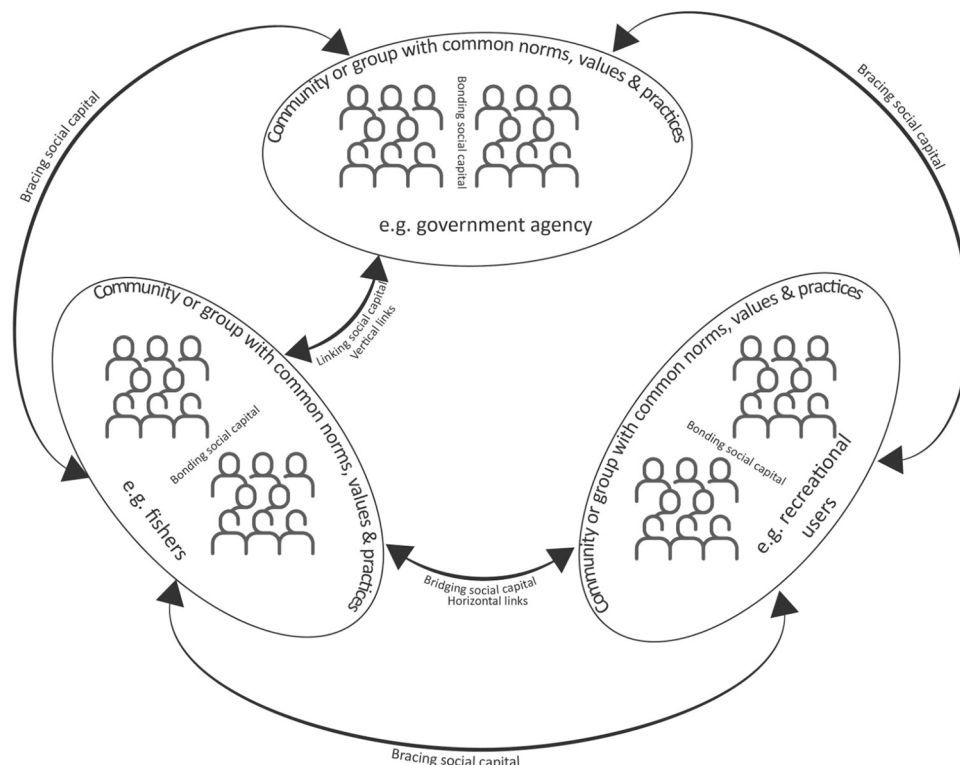 Community or group with common norms, values & practices
Bonding social capital
e.g. government agency
Bracing social capital
Bracing social capital
Linking social capital
Vertical links
Community or group with common norms, values & practices
Bonding social capital
e.g. fishers
Community or group with common norms, values & practices
Bonding social capital
e.g. recreational
users
Bridging social capital
Horizontal links
Bracing social capital